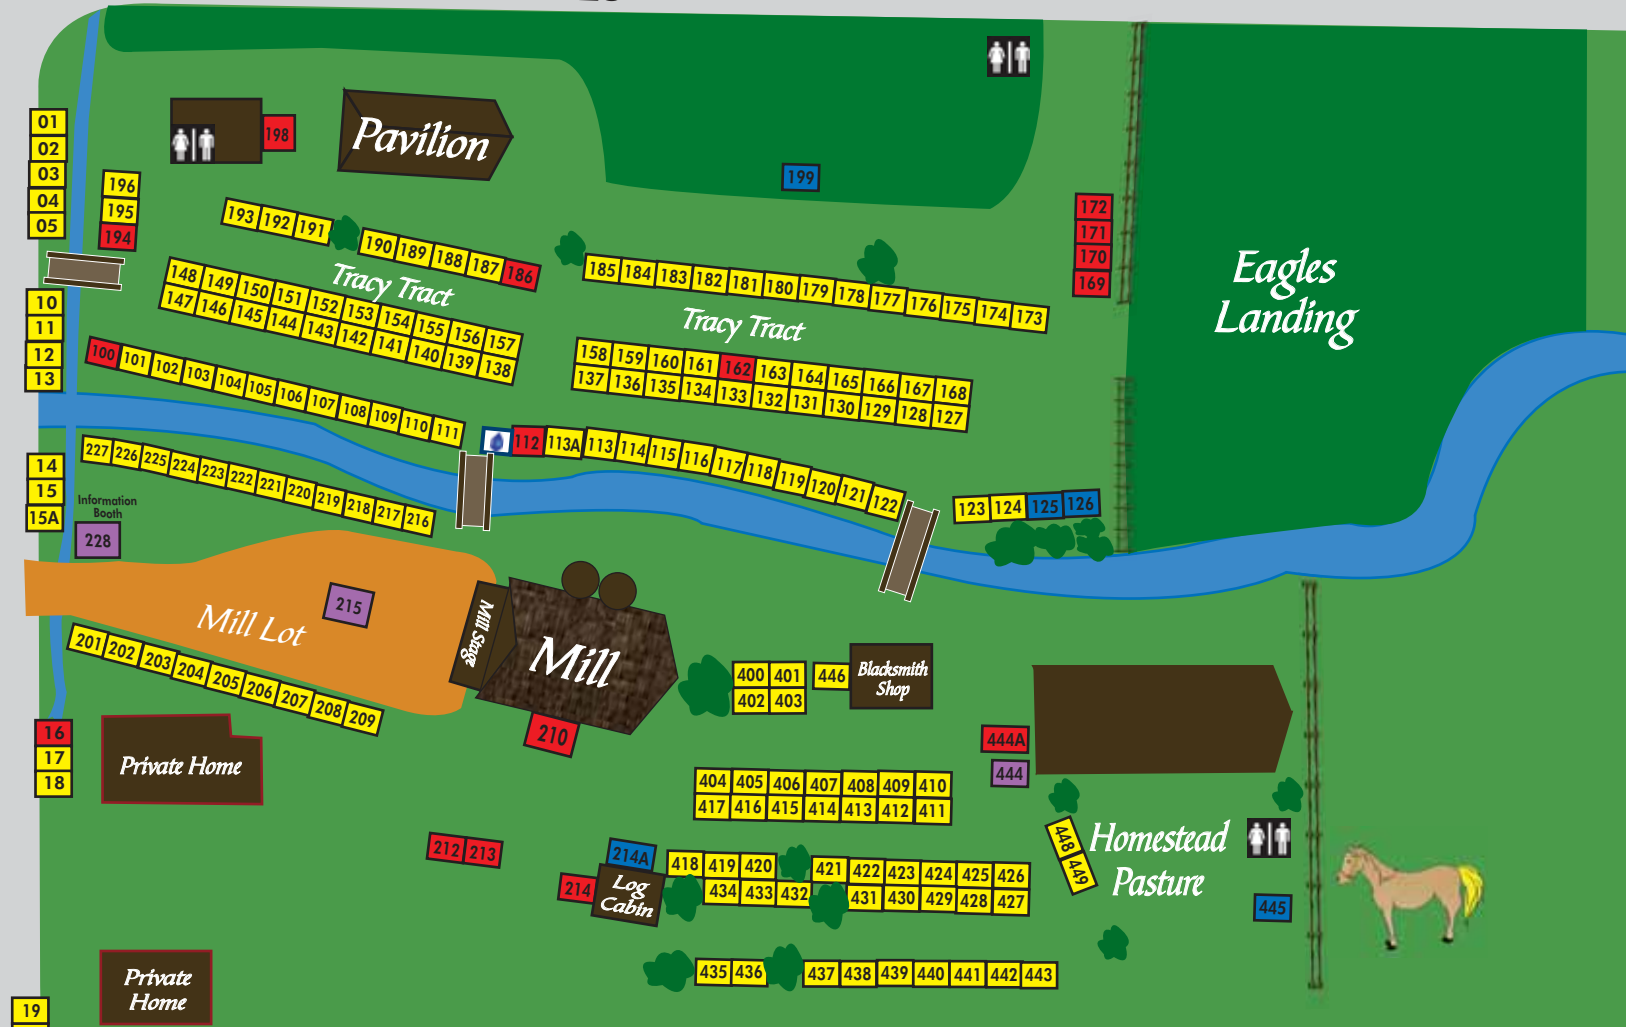 01
02
03
04
05
198
Pavilion
199
196
195
194
193 192 191
190 189 188 187 186
172
171
170
169
185 184 183 182 181 180 179 178 177 176 175 174 173
Tracy Tract
148 149 150 151 152 153 154 155 156 157
147 146 145 144 143 142 141 140 139 138
Tracy Tract
Eagles
Landing
10
11
12
13
158 159 160 161 162 163 164 165 166 167 168
137 136 135 134 133 132 131 130 129 128 127
100 101 102 103 104 105 106 107 108 109 110 111
112 113A 113 114 115 116 117 118 119 120 121 122
123 124 125 126
227 226 225 224 223 222 221 220 219 218 217 216
14
15
15A
Information
Booth
228
215
Mill Lot
Mill Stage
Mill
201 202 203 204 205 206 207 208 209
210
400 401
402 403
446
Blacksmith
Shop
16
17
18
Private Home
444A
444
404 405 406 407 408 409 410
417 416 415 414 413 412 411
212 213
214A
214
Log
Cabin
418 419 420 421 422 423 424 425 426
434 433 432 431 430 429 428 427
448 449
Homestead
Pasture
445
435 436 437 438 439 440 441 442 443
Private
Home
19